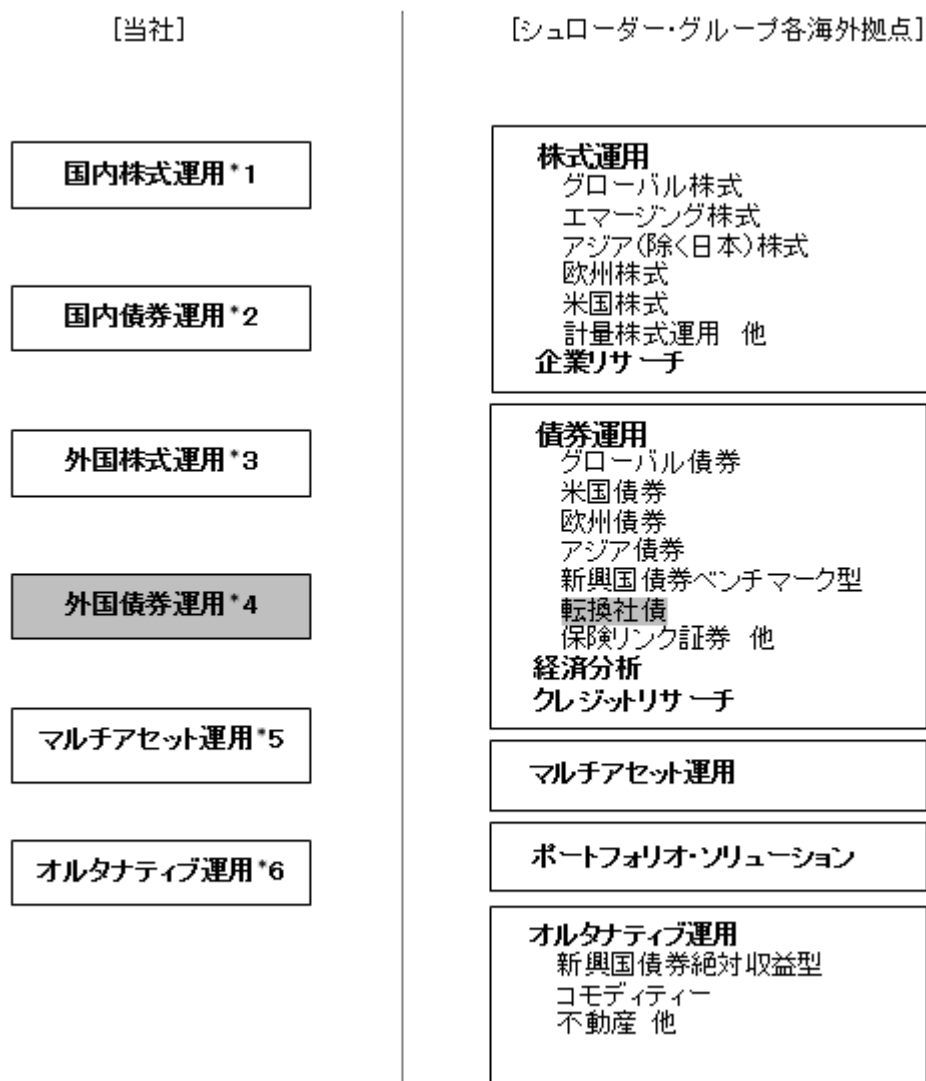 [当社]
国内株式運用*1
国内債券運用*2
外国株式運用*3
外国債券運用*4
マルチアセット運用*5
オルタナティブ運用*6
[シュローダー・グループ各海外拠点]
株式運用
グローバル株式
エマージング株式
アジア(除く日本)株式
欧州株式
米国株式
計量株式運用 他
企業リサーチ
債券運用
グローバル債券
米国債券
欧州債券
アジア債券
新興国債券ベンチマーク型
転換社債
保険リンク証券 他
経済分析
クレジットリサーチ
マルチアセット運用
ポートフォリオ・ソリューション
オルタナティブ運用
新興国債券絶対収益型
コモディティー
不動産 他